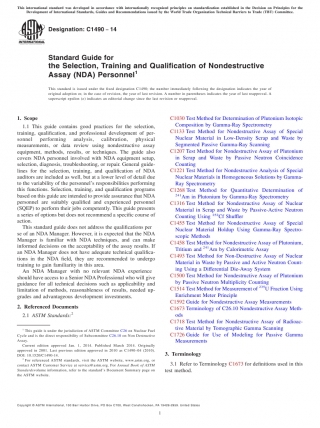 This international standard was developed in accordance with internationally recognized principles on standardization established in the Decision on Principles for the
Development of International Standards, Guides and Recommendations issued by the World Trade Organization Technical Barriers to Trade (TBT) Committee.
Designation: C1490 − 14
Standard Guide for
the Selection, Training and Qualification of Nondestructive
Assay (NDA) Personnel1
This standard is issued under the fixed designation C1490; the number immediately following the designation indicates the year of
original adoption or, in the case of revision, the year of last revision. A number in parentheses indicates the year of last reapproval. A
superscript epsilon (ε) indicates an editorial change since the last revision or reapproval.
1. Scope
1.1 This guide contains good practices for the selection,
training, qualification, and professional development of per-
sonnel performing analysis, calibration, physical
measurements, or data review using nondestructive assay
equipment, methods, results, or techniques. The guide also
covers NDA personnel involved with NDA equipment setup,
selection, diagnosis, troubleshooting, or repair. General guide-
lines for the selection, training, and qualification of NDA
auditors are included as well, but at a lower level of detail due
to the variability of the personnel's responsibilities performing
this function. Selection, training, and qualification programs
based on this guide are intended to provide assurance that NDA
personnel are suitably qualified and experienced personnel
(SQEP) to perform their jobs competently. This guide presents
a series of options but does not recommend a specific course of
action.
This standard guide does not address the qualifications per
se of an NDA Manager. However, it is expected that the NDA
Manager is familiar with NDA techniques, and can make
informed decisions on the acceptability of the assay results. If
an NDA Manager does not have adequate technical qualifica-
tions in the NDA field, they are recommended to undergo
training to gain familiarity in this sense.
An NDA Manager with no relevant NDA experience
should have access to a Senior NDA Professional who will give
guidance for all technical decisions such as applicability and
limitation of methods, reasonableness of results, needed up-
grades and advancements development investments.
2. Referenced Documents
2.1 ASTM Standards:2
1 This guide is under the jurisdiction of ASTM Committee C26 on Nuclear Fuel
Cycle and is the direct responsibility of Subcommittee C26.10 on Non Destructive
Assay.
Current edition approved Jan. 1, 2014. Published March 2014. Originally
approved in 2001. Last previous edition approved in 2010 as C1490–04 (2010).
DOI: 10.1520/C1490-14.
2 For referenced ASTM standards, visit the ASTM website, www.astm.org, or
contact ASTM Customer Service at service@astm.org. For Annual Book of ASTM
Standards volume information, refer to the standard's Document Summary page on
the ASTM website.
C1030 Test Method for Determination of Plutonium Isotopic
Composition by Gamma-Ray Spectrometry
C1133 Test Method for Nondestructive Assay of Special
Nuclear Material in Low-Density Scrap and Waste by
Segmented Passive Gamma-Ray Scanning
C1207 Test Method for Nondestructive Assay of Plutonium
in Scrap and Waste by Passive Neutron Coincidence
Counting
C1221 Test Method for Nondestructive Analysis of Special
Nuclear Materials in Homogeneous Solutions by Gamma-
Ray Spectrometry
C1268 Test Method for Quantitative Determination of
241Am in Plutonium by Gamma-Ray Spectrometry
C1316 Test Method for Nondestructive Assay of Nuclear
Material in Scrap and Waste by Passive-Active Neutron
Counting Using 252Cf Shuffler
C1455 Test Method for Nondestructive Assay of Special
Nuclear Material Holdup Using Gamma-Ray Spectro-
scopic Methods
C1458 Test Method for Nondestructive Assay of Plutonium,
Tritium and 241Am by Calorimetric Assay
C1493 Test Method for Non-Destructive Assay of Nuclear
Material in Waste by Passive and Active Neutron Count-
ing Using a Differential Die-Away System
C1500 Test Method for Nondestructive Assay of Plutonium
by Passive Neutron Multiplicity Counting
C1514 Test Method for Measurement of 235U Fraction Using
Enrichment Meter Principle
C1592 Guide for Nondestructive Assay Measurements
C1673 Terminology of C26.10 Nondestructive Assay Meth-
ods
C1718 Test Method for Nondestructive Assay of Radioac-
tive Material by Tomographic Gamma Scanning
C1726 Guide for Use of Modeling for Passive Gamma
Measurements
3. Terminology
3.1 Refer to Terminology C1673 for definitions used in this
test method.
Copyright © ASTM International, 100 Barr Harbor Drive, PO Box C700, West Conshohocken, PA 19428-2959. United States
1